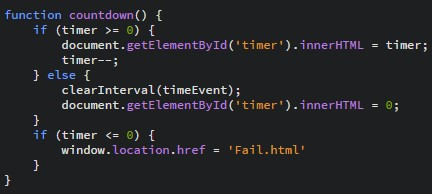 function countdown() {
    if (timer >= 0) {
        document.getElementById('timer').innerHTML = timer;
        timer--;
    } else {
        clearInterval(timeEvent);
        document.getElementById('timer').innerHTML = 0;
    }
    if (timer <= 0) {
        window.location.href = 'Fail.html'
    }
}